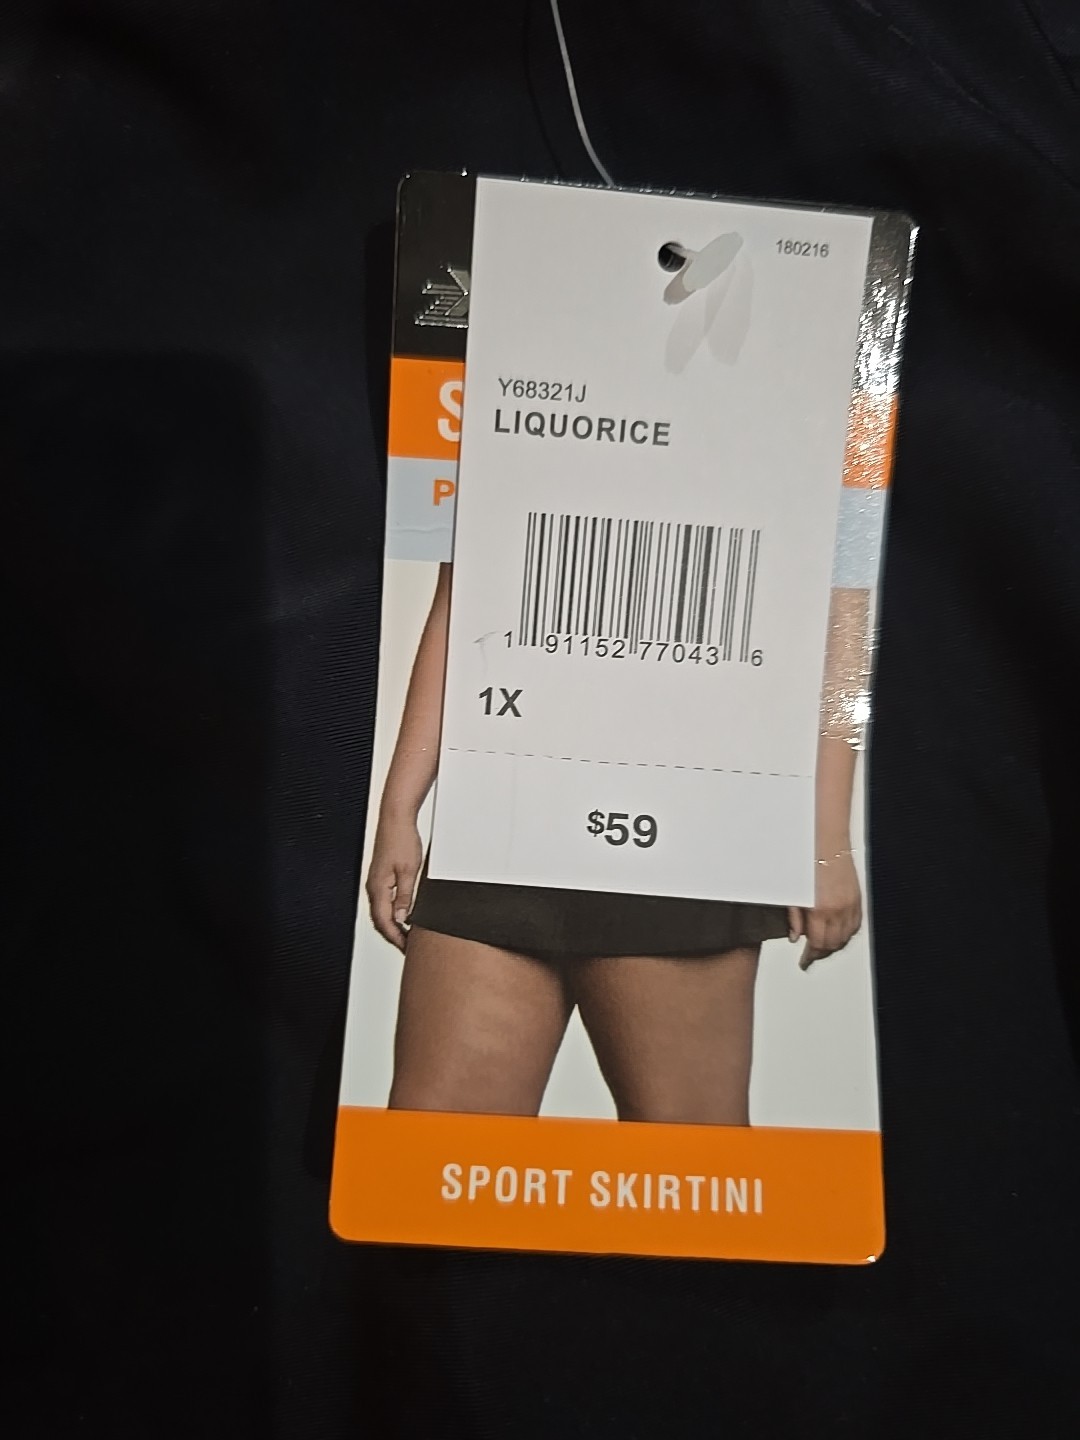 180216
Y68321J
LIQUORICE
1 91152 77043 6
1X
$59
SPORT SKIRTINI